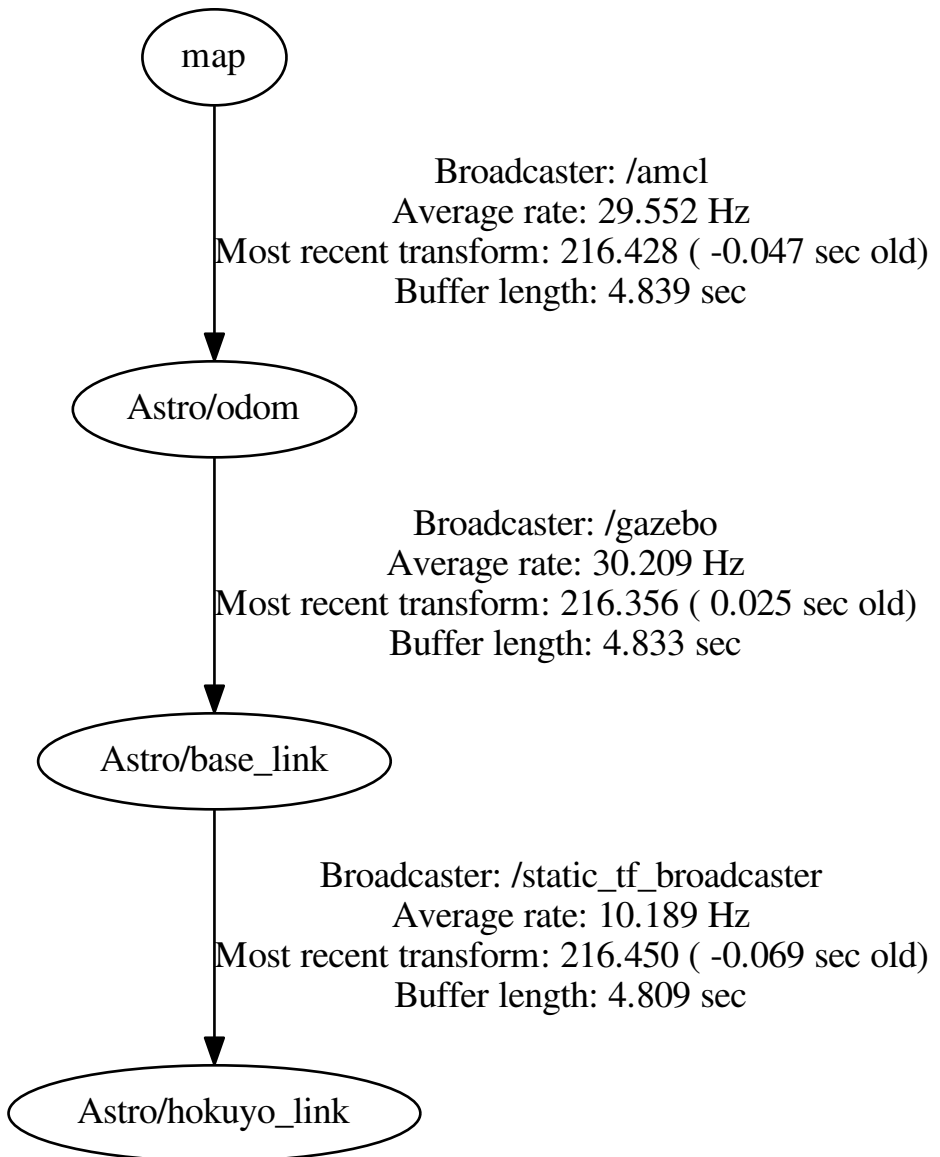 map
Broadcaster: /amcl
Average rate: 29.552 Hz
Most recent transform: 216.428 ( -0.047 sec old)
Buffer length: 4.839 sec
Astro/odom
Broadcaster: /gazebo
Average rate: 30.209 Hz
Most recent transform: 216.356 ( 0.025 sec old)
Buffer length: 4.833 sec
Astro/base_link
Broadcaster: /static_tf_broadcaster
Average rate: 10.189 Hz
Most recent transform: 216.450 ( -0.069 sec old)
Buffer length: 4.809 sec
Astro/hokuyo_link